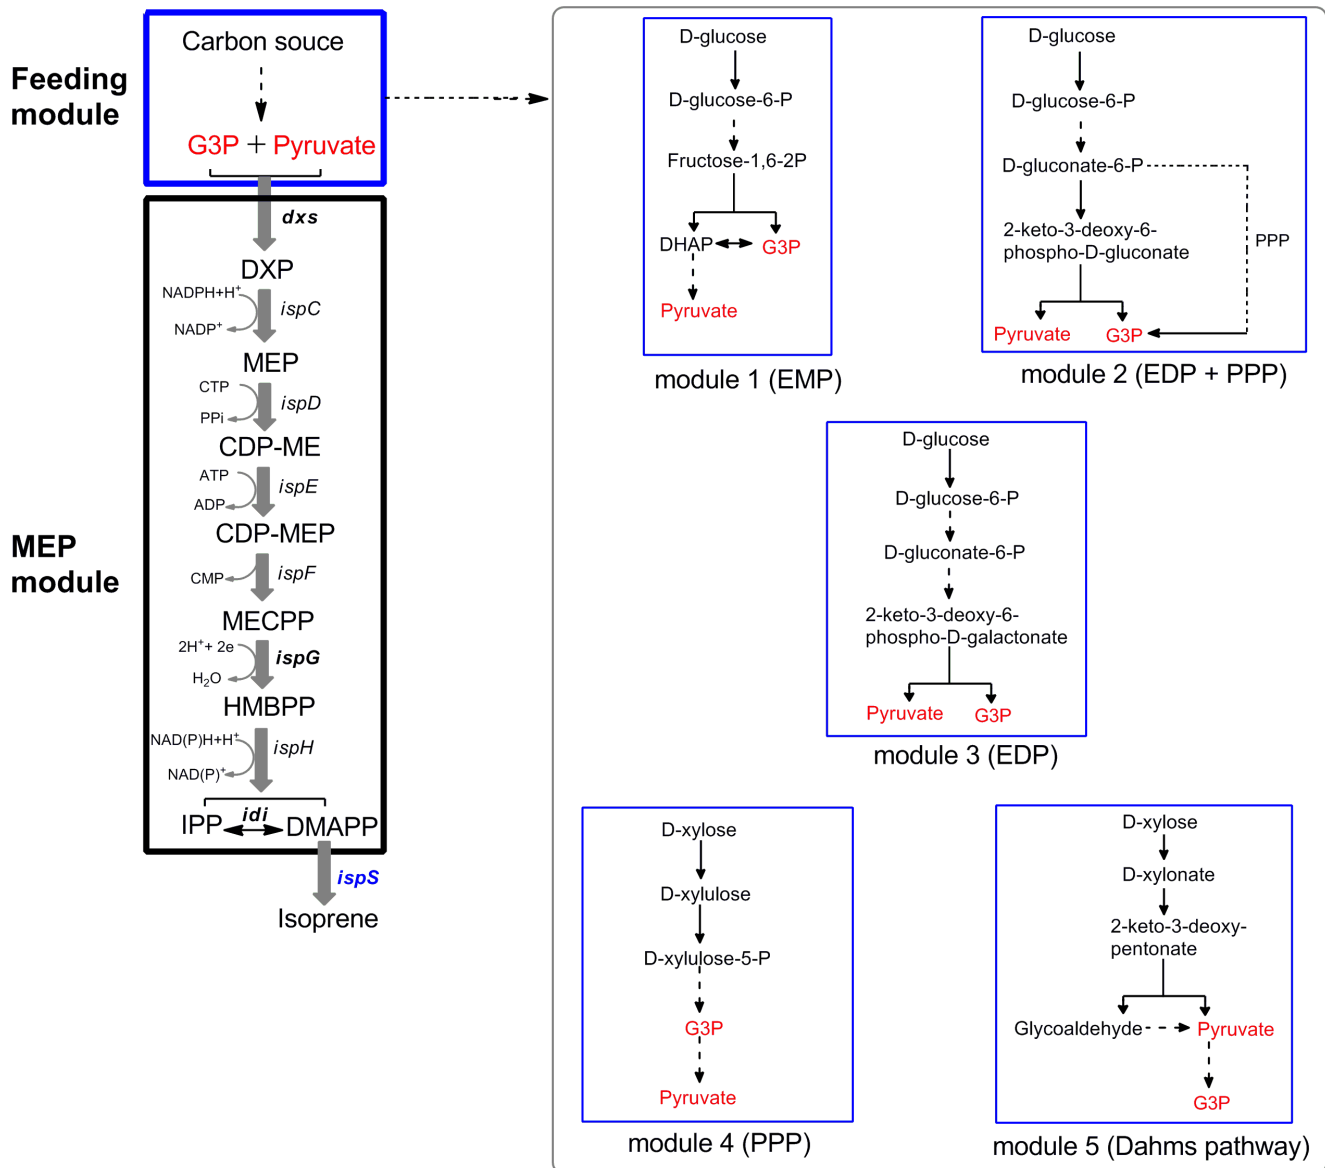 Feeding
module
Carbon souce
G3P + Pyruvate
dxs
MEP
module
DXP
NADPH+H⁺
ispC
NADP⁺
MEP
CTP
ispD
PPi
CDP-ME
ATP
ispE
ADP
CDP-MEP
CMP
ispF
MECPP
2H⁺+ 2e
ispG
H₂O
HMBPP
NAD(P)H+H⁺
ispH
NAD(P)⁺
idi
IPP
DMAPP
ispS
Isoprene
D-glucose
D-glucose-6-P
Fructose-1,6-2P
DHAP
G3P
Pyruvate
module 1 (EMP)
D-glucose
D-glucose-6-P
D-gluconate-6-P
2-keto-3-deoxy-6-
phospho-D-gluconate
PPP
Pyruvate
G3P
module 2 (EDP + PPP)
D-glucose
D-glucose-6-P
D-gluconate-6-P
2-keto-3-deoxy-6-
phospho-D-galactonate
Pyruvate
G3P
module 3 (EDP)
D-xylose
D-xylulose
D-xylulose-5-P
G3P
Pyruvate
module 4 (PPP)
D-xylose
D-xylonate
2-keto-3-deoxy-
pentonate
Glycoaldehyde
Pyruvate
G3P
module 5 (Dahms pathway)